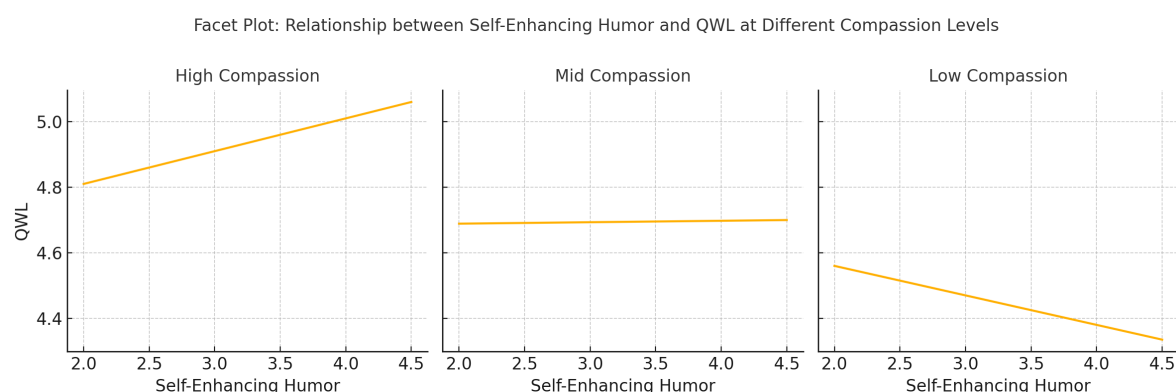 Facet Plot: Relationship between Self-Enhancing Humor and QWL at Different Compassion Levels
High Compassion
Mid Compassion
Low Compassion
QWL
5.0
4.8
4.6
4.4
2.0 2.5 3.0 3.5 4.0 4.5
2.0 2.5 3.0 3.5 4.0 4.5
2.0 2.5 3.0 3.5 4.0 4.5
Self-Enhancing Humor
Self-Enhancing Humor
Self-Enhancing Humor